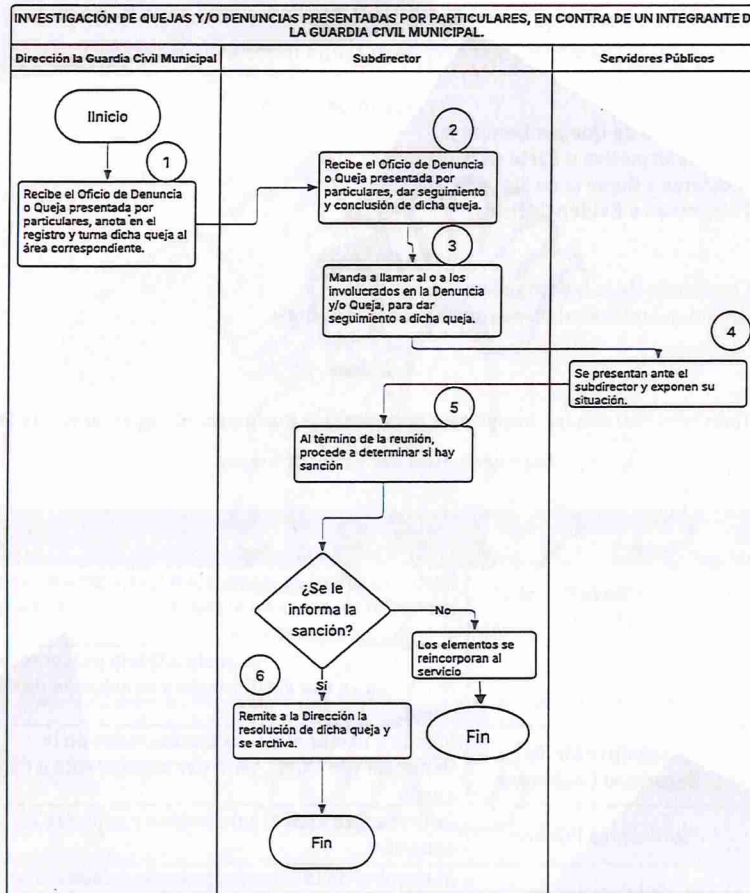 INVESTIGACIÓN DE QUEJAS Y/O DENUNCIAS PRESENTADAS POR PARTICULARES, EN CONTRA DE UN INTEGRANTE
LA GUARDIA CIVIL MUNICIPAL.
Dirección la Guardia Civil Municipal
Subdirector
Servidores Públicos
IInicio
1
Recibe el Oficio de Denuncia
o Queja presentada por
particulares, anota en el
registro y turna dicha queja al
área correspondiente.
2
Recibe el Oficio de Denuncia
o Queja presentada por
particulares, dar seguimiento
y conclusión de dicha queja.
3
Manda a llamar al o a los
involucrados en la Denuncia
y/o Queja, para dar
seguimiento a dicha queja.
4
Se presentan ante el
subdirector y exponen su
situación.
5
Al término de la reunión,
procede a determinar si hay
sanción
¿Se le
informa la
sanción?
No
Los elementos se
reincorporan al
servicio
Fin
6
Si
Remite a la Dirección la
resolución de dicha queja y
se archiva.
Fin